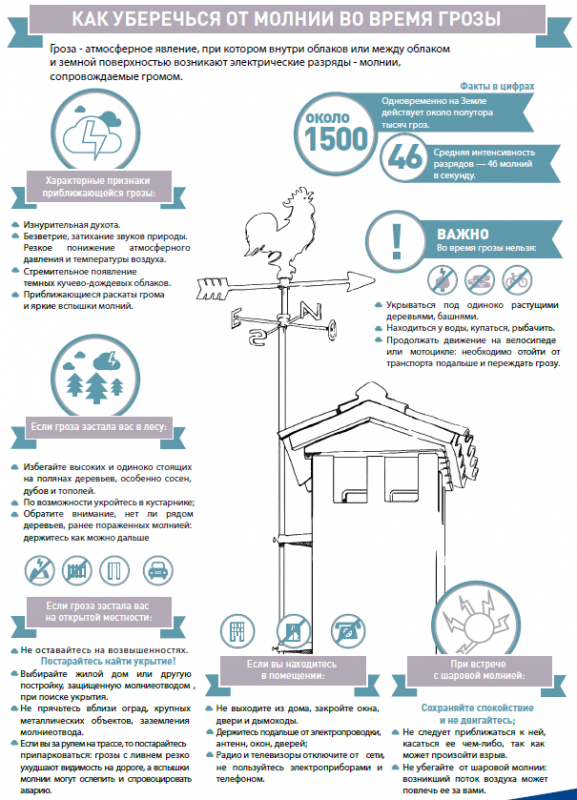 КАК УБЕРЕЧЬСЯ ОТ МОЛНИИ ВО ВРЕМЯ ГРОЗЫ
Гроза - атмосферное явление, при котором внутри облаков или между облаком
и земной поверхностью возникают электрические разряды - молнии,
сопровождаемые громом.
Факты в цифрах
ОКОЛО
1500
Одновременно на Земле
действует около полутора
тысяч гроз.
46
Средняя интенсивность
разрядов — 46 молний
в секунду.
Характерные признаки
приближающейся грозы:
Изнурительная духота.
Безветрие, затихание звуков природы.
Резкое понижение атмосферного
давления и температуры воздуха.
Стремительное появление
темных кучево-дождевых облаков.
Приближающиеся раскаты грома
и яркие вспышки молний.
!
ВАЖНО
Во время грозы нельзя:
Укрываться под одиноко растущими
деревьями, башнями.
Находиться у воды, купаться, рыбачить.
Продолжать движение на велосипеде
или мотоцикле: необходимо отойти от
транспорта подальше и переждать грозу.
E
N
S
Если гроза застала вас в лесу:
Избегайте высоких и одиноко стоящих
на полянах деревьев, особенно сосен,
дубов и тополей.
По возможности укройтесь в кустарнике;
Обратите внимание, нет ли рядом
деревьев, ранее пораженных молнией:
держитесь как можно дальше
Если гроза застала вас
на открытой местности:
Не оставайтесь на возвышенностях.
Постарайтесь найти укрытие!
Выбирайте жилой дом или другую
постройку, защищенную молниеотводом ,
при поиске укрытия.
Не прячьтесь вблизи оград, крупных
металлических объектов, заземления
молниеотвода.
Если вы за рулем на трассе, то постарайтесь
припарковаться: грозы с ливнем резко
ухудшают видимость на дороге, а вспышки
молнии могут ослепить и спровоцировать
аварию.
Если вы находитесь
в помещении:
Не выходите из дома, закройте окна,
двери и дымоходы.
Держитесь подальше от электропроводки,
антенн, окон, дверей;
Радио и телевизоры отключите от сети,
не пользуйтесь электроприборами и
телефоном.
При встрече
с шаровой молнией:
Сохраняйте спокойствие
и не двигайтесь;
Не следует приближаться к ней,
касаться ее чем-либо, так как
может произойти взрыв.
Не убегайте от шаровой молнии:
возникший поток воздуха может
повлечь ее за вами.